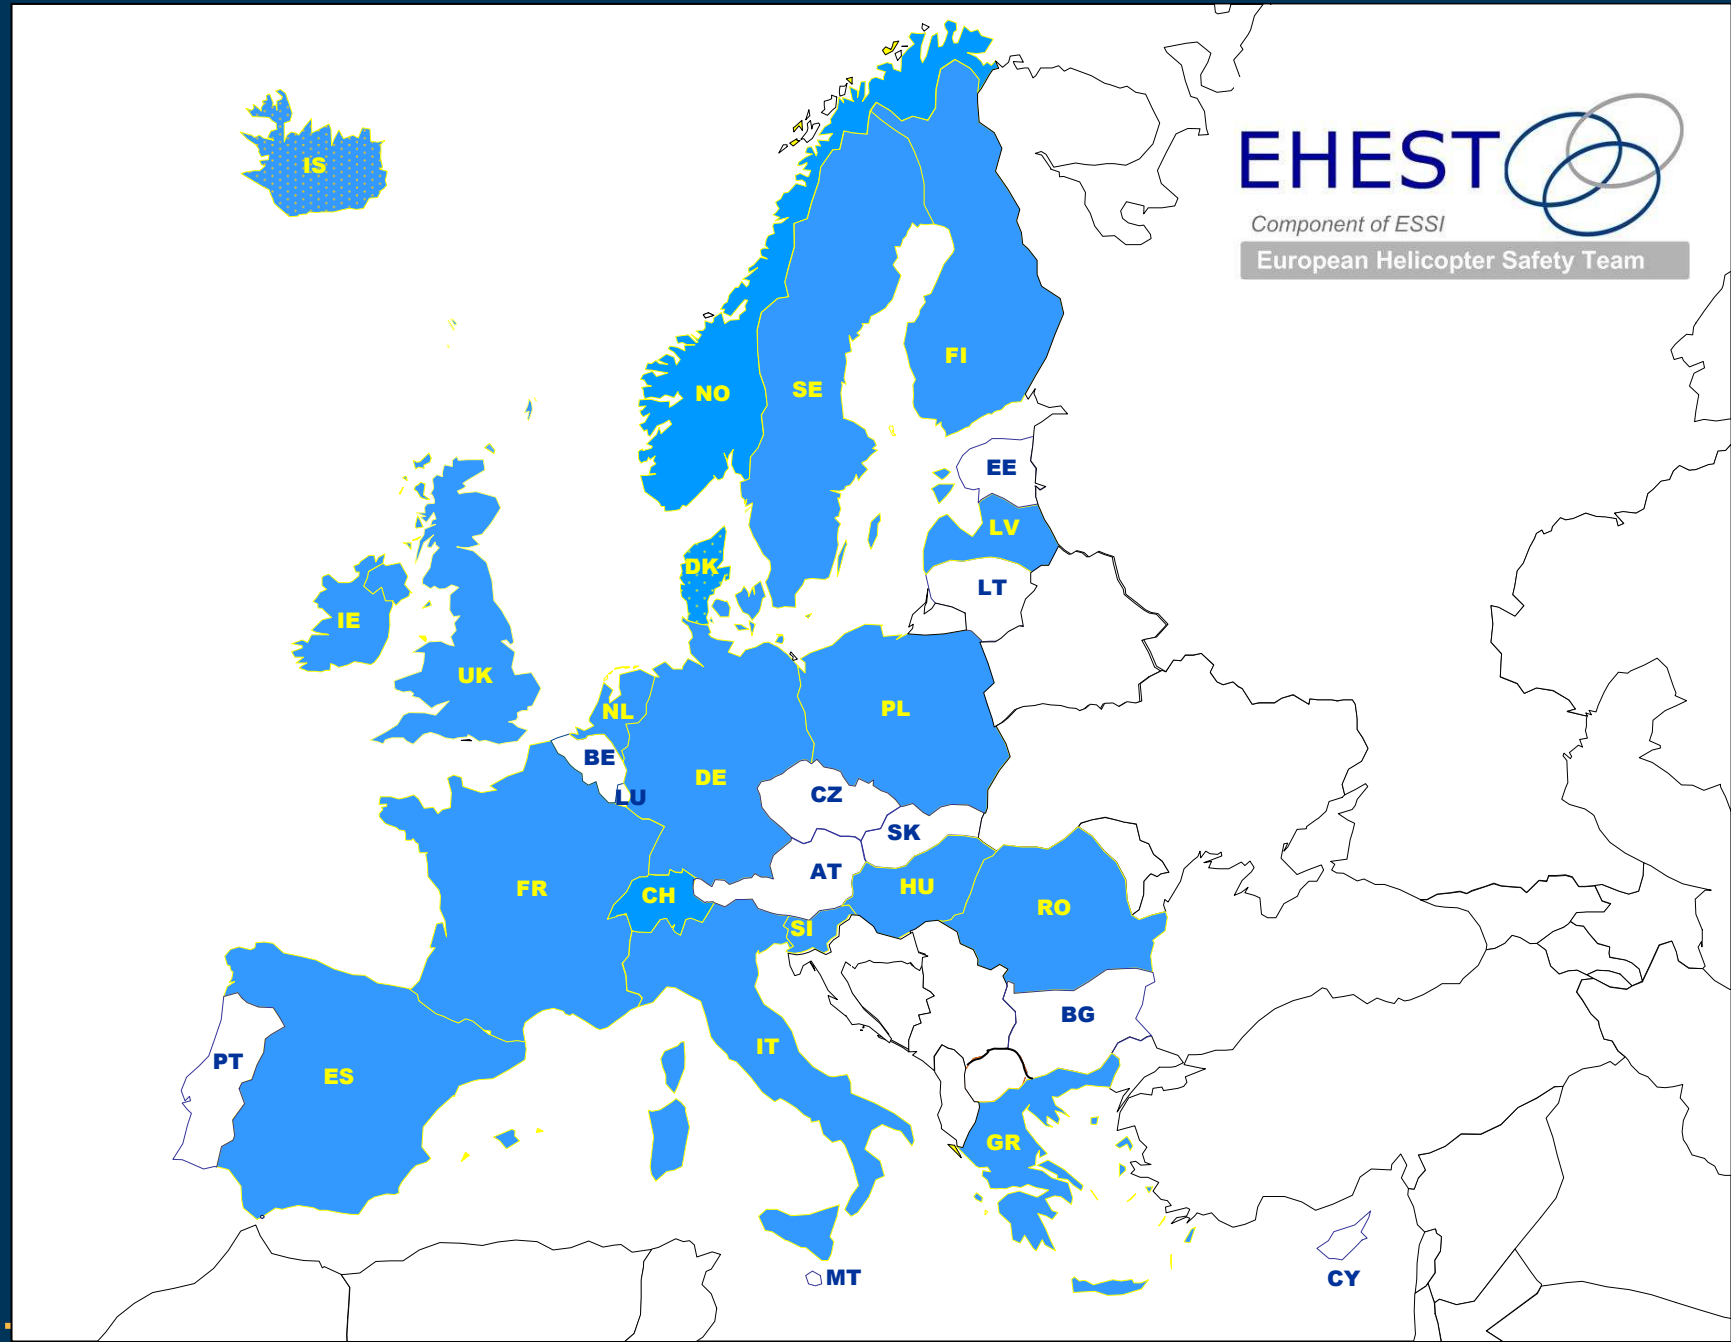 IS
EHEST
Component of ESSI
European Helicopter Safety Team
FI
SE
NO
EE
LV
DK
LT
IE
UK
NL
PL
BE
DE
CZ
LU
SK
AT
HU
FR
CH
RO
SI
BG
IT
PT
ES
GR
MT
CY